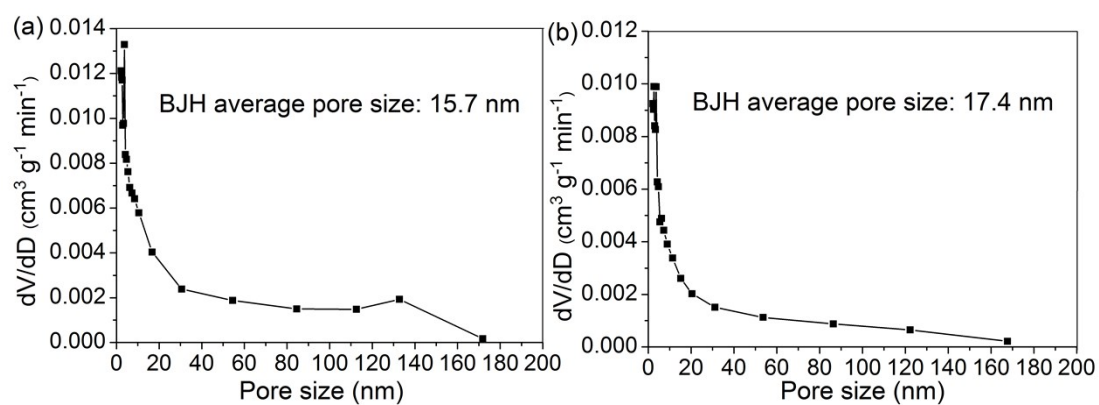 (a)
BJH average pore size: 15.7 nm
dV/dD (cm³ g⁻¹ min⁻¹)
0.014
0.012
0.010
0.008
0.006
0.004
0.002
0.000
0 20 40 60 80 100 120 140 160 180 200
Pore size (nm)
(b)
BJH average pore size: 17.4 nm
dV/dD (cm³ g⁻¹ min⁻¹)
0.012
0.010
0.008
0.006
0.004
0.002
0.000
0 20 40 60 80 100 120 140 160 180 200
Pore size (nm)